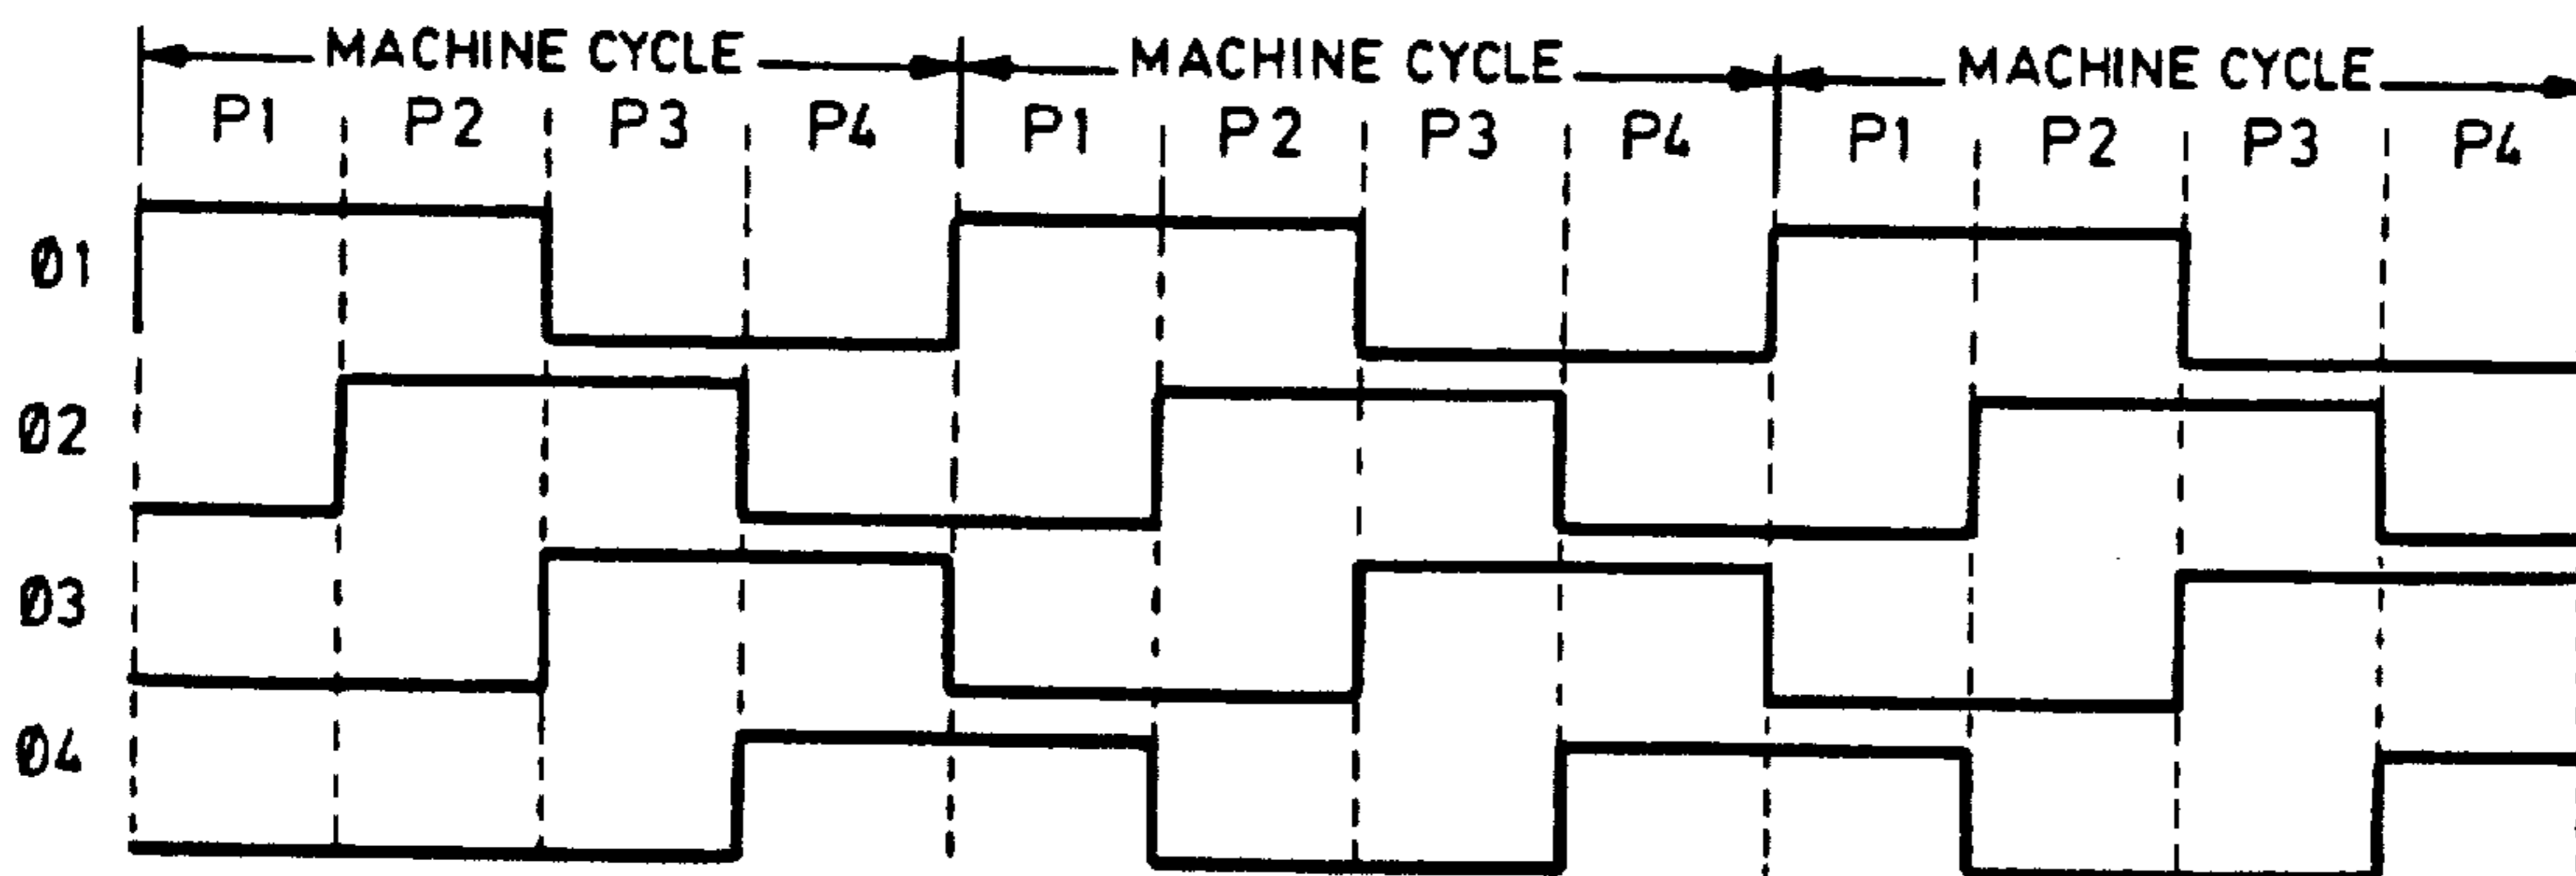 MACHINE CYCLE MACHINE CYCLE MACHINE CYCLE
P1 P2 P3 P4 P1 P2 P3 P4 P1 P2 P3 P4
Ø1
Ø2
Ø3
Ø4